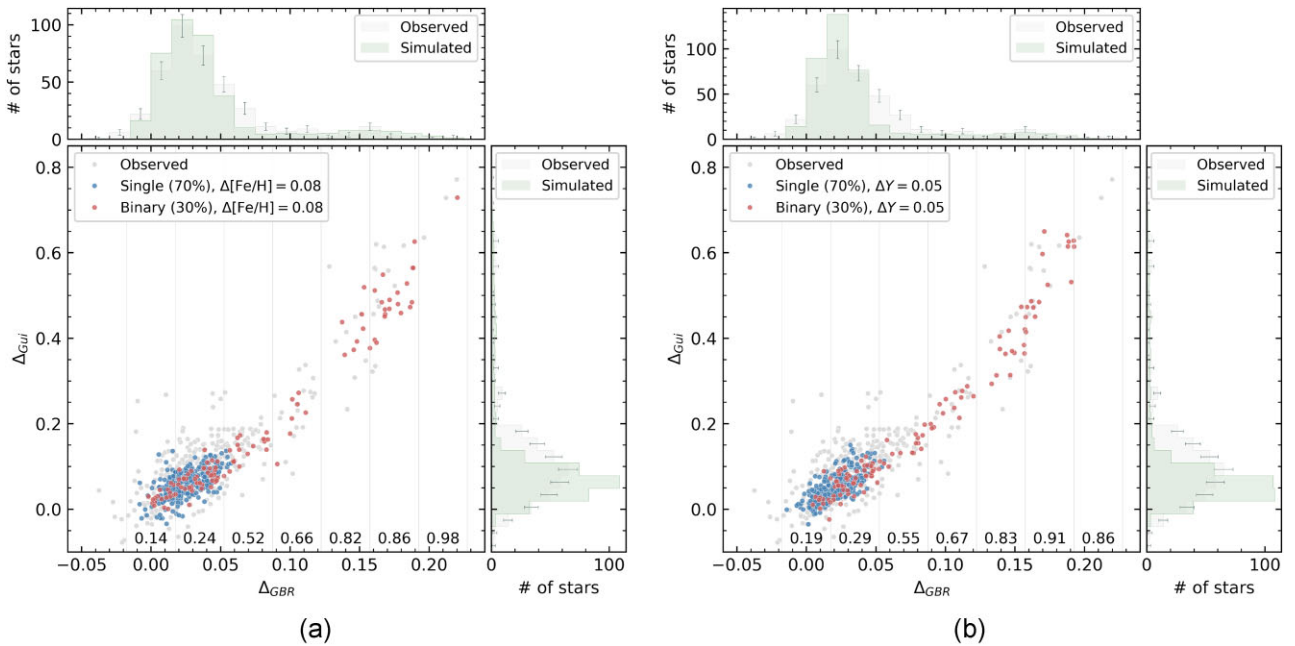 100
50
0
# of stars
Observed
Simulated
0.8
0.6
0.4
0.2
0.0
Δ_Gui
Observed
Single (70%), Δ[Fe/H] = 0.08
Binary (30%), Δ[Fe/H] = 0.08
0.14 0.24 0.52 0.66 0.82 0.86 0.98
−0.05 0.00 0.05 0.10 0.15 0.20
Δ_GBR
Observed
Simulated
0 100
# of stars
(a)
100
50
0
# of stars
Observed
Simulated
0.8
0.6
0.4
0.2
0.0
Δ_Gui
Observed
Single (70%), ΔY = 0.05
Binary (30%), ΔY = 0.05
0.19 0.29 0.55 0.67 0.83 0.91 0.86
−0.05 0.00 0.05 0.10 0.15 0.20
Δ_GBR
Observed
Simulated
0 100
# of stars
(b)